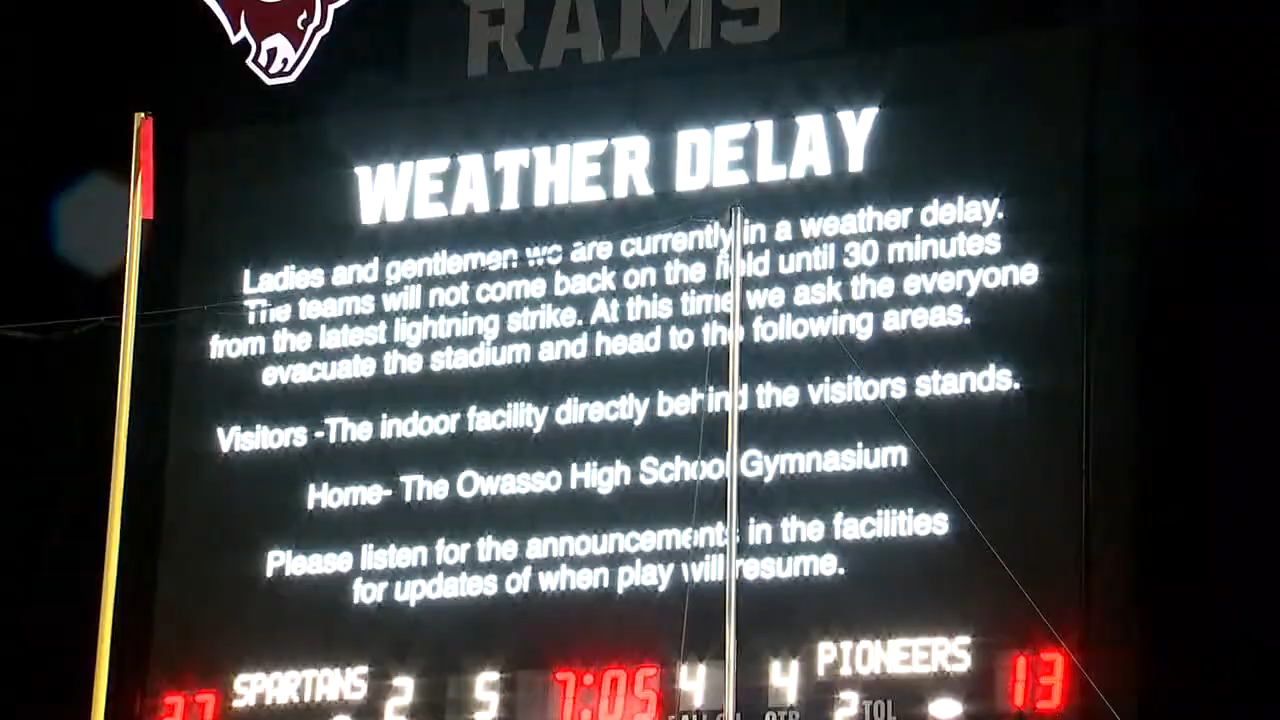 RAMS
WEATHER DELAY
Ladies and gentlemen we are currently in a weather delay.
The teams will not come back on the field until 30 minutes
from the latest lightning strike. At this time we ask the everyone
evacuate the stadium and head to the following areas.
Visitors -The indoor facility directly behind the visitors stands.
Home- The Owasso High School Gymnasium
Please listen for the announcements in the facilities
for updates of when play will resume.
SPARTANS 2 5 7:05 4 4 PIONEERS 13
QTR 2 TOL